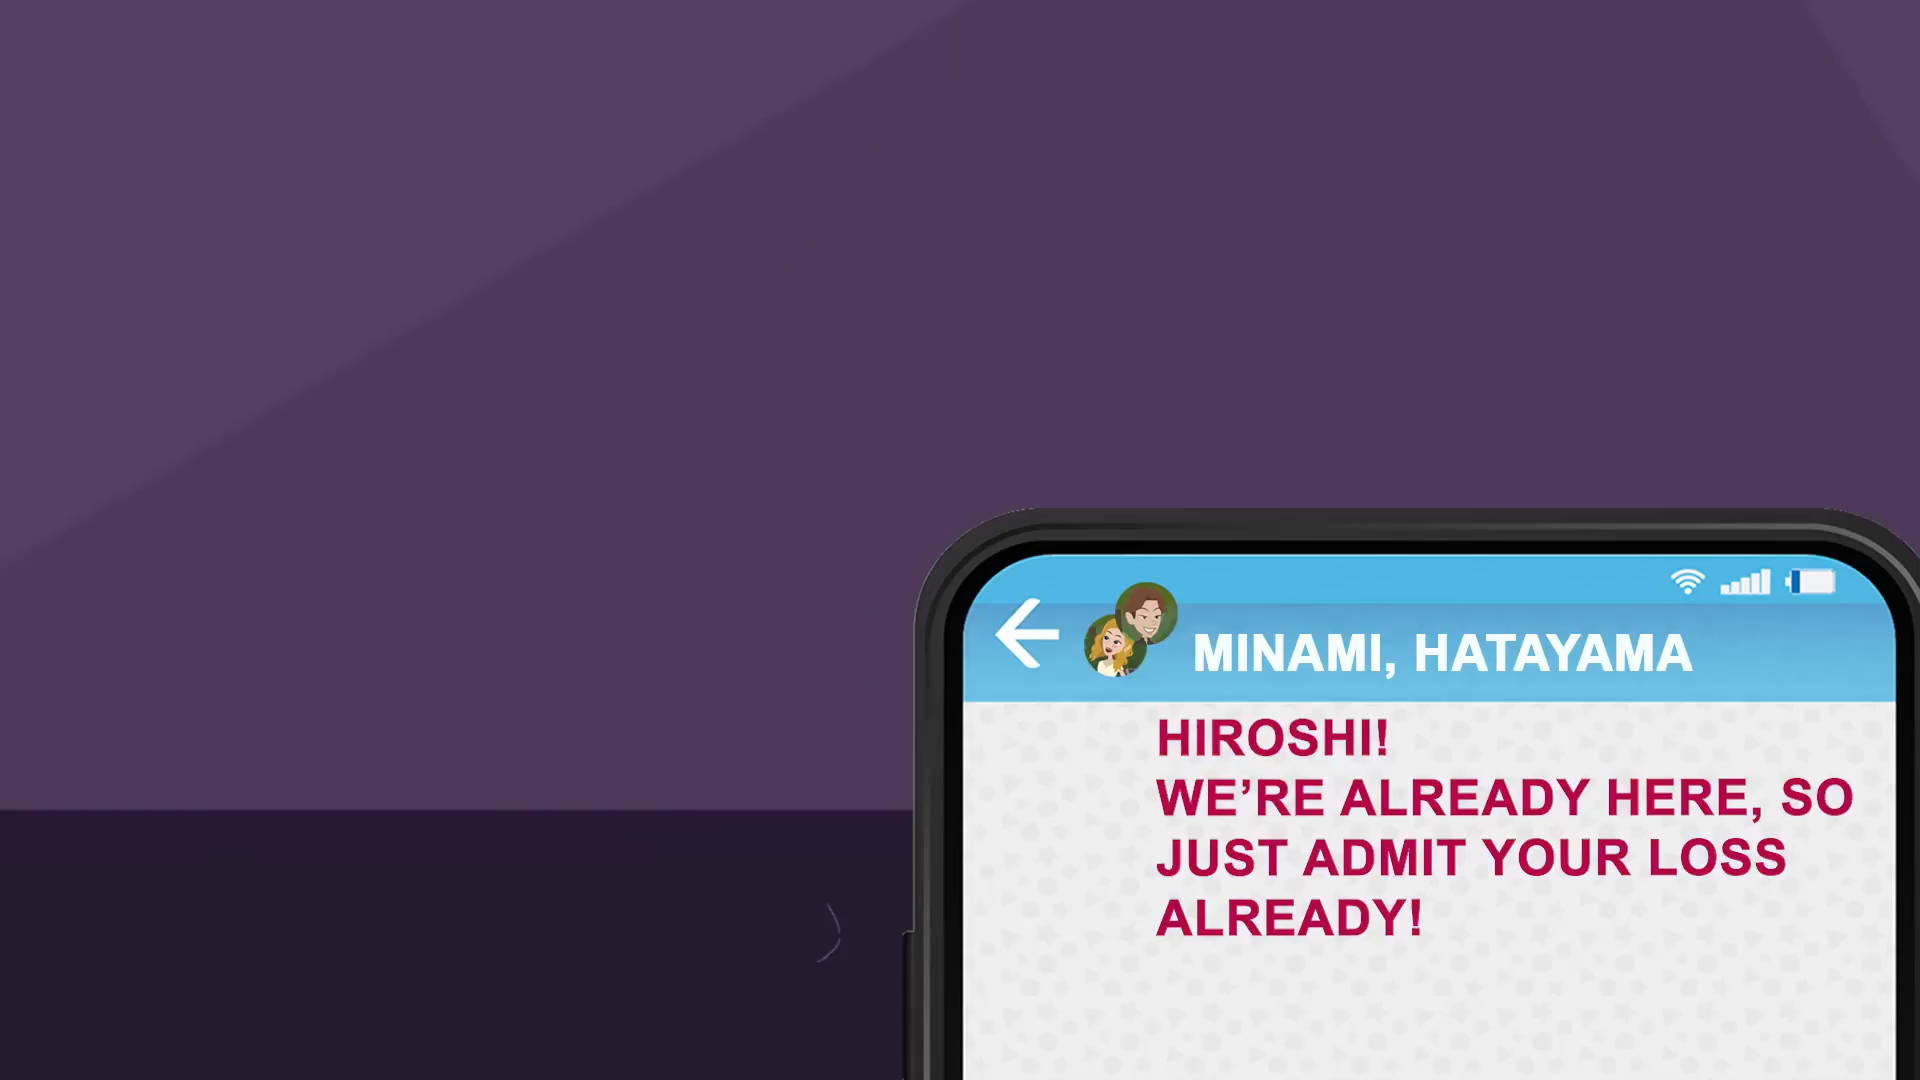 MINAMI, HATAYAMA
HIROSHI!
WE’RE ALREADY HERE, SO
JUST ADMIT YOUR LOSS
ALREADY!